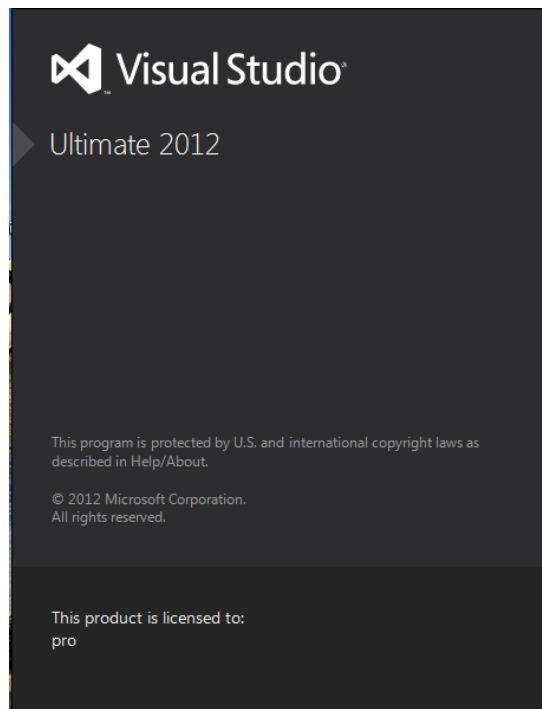 Visual Studio
Ultimate 2012
This program is protected by U.S. and international copyright laws as
described in Help/About.
© 2012 Microsoft Corporation.
All rights reserved.
This product is licensed to:
pro